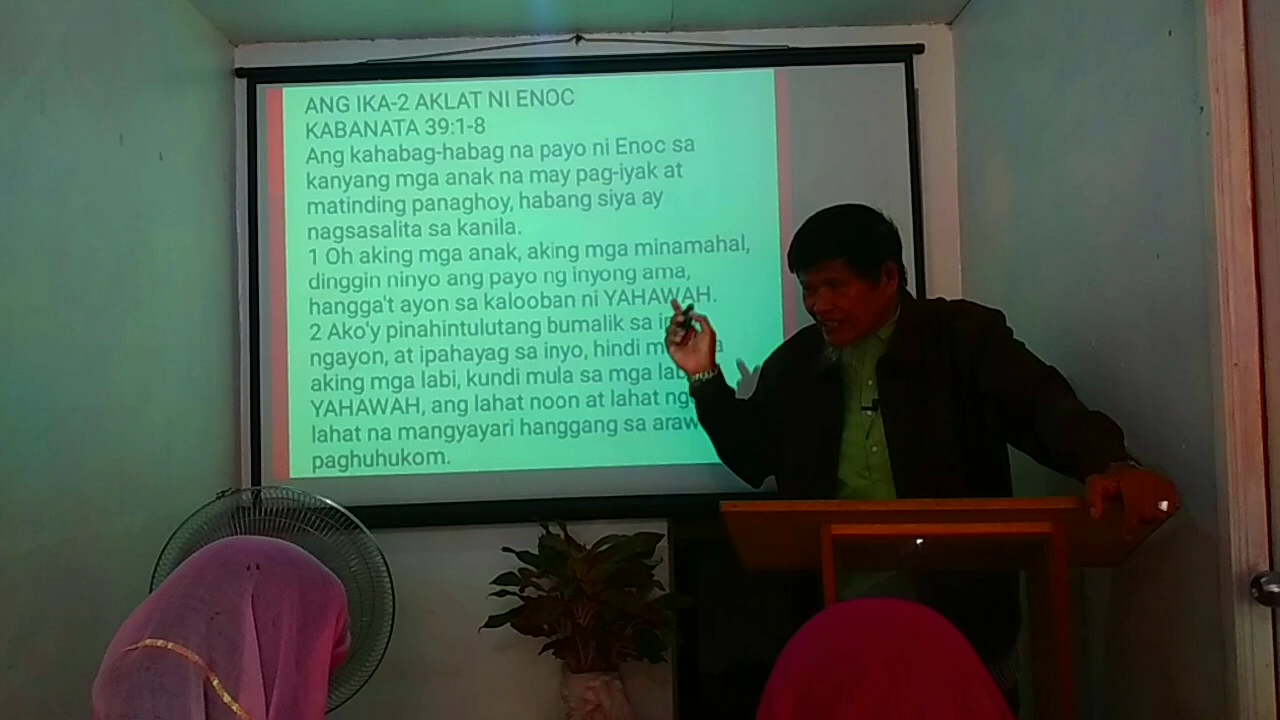 ANG IKA-2 AKLAT NI ENOC
KABANATA 39:1-8
Ang kahabag-habag na payo ni Enoc sa
kanyang mga anak na may pag-iyak at
matinding panaghoy, habang siya ay
nagsasalita sa kanila.
1 Oh aking mga anak, aking mga minamahal,
dinggin ninyo ang payo ng inyong ama,
hangga't ayon sa kalooban ni YAHAWAH.
2 Ako'y pinahintulutang bumalik sa
ngayon, at ipahayag sa inyo, hindi
aking mga labi, kundi mula sa mga
YAHAWAH, ang lahat noon at lahat
lahat na mangyayari hanggang sa
paghuhukom.